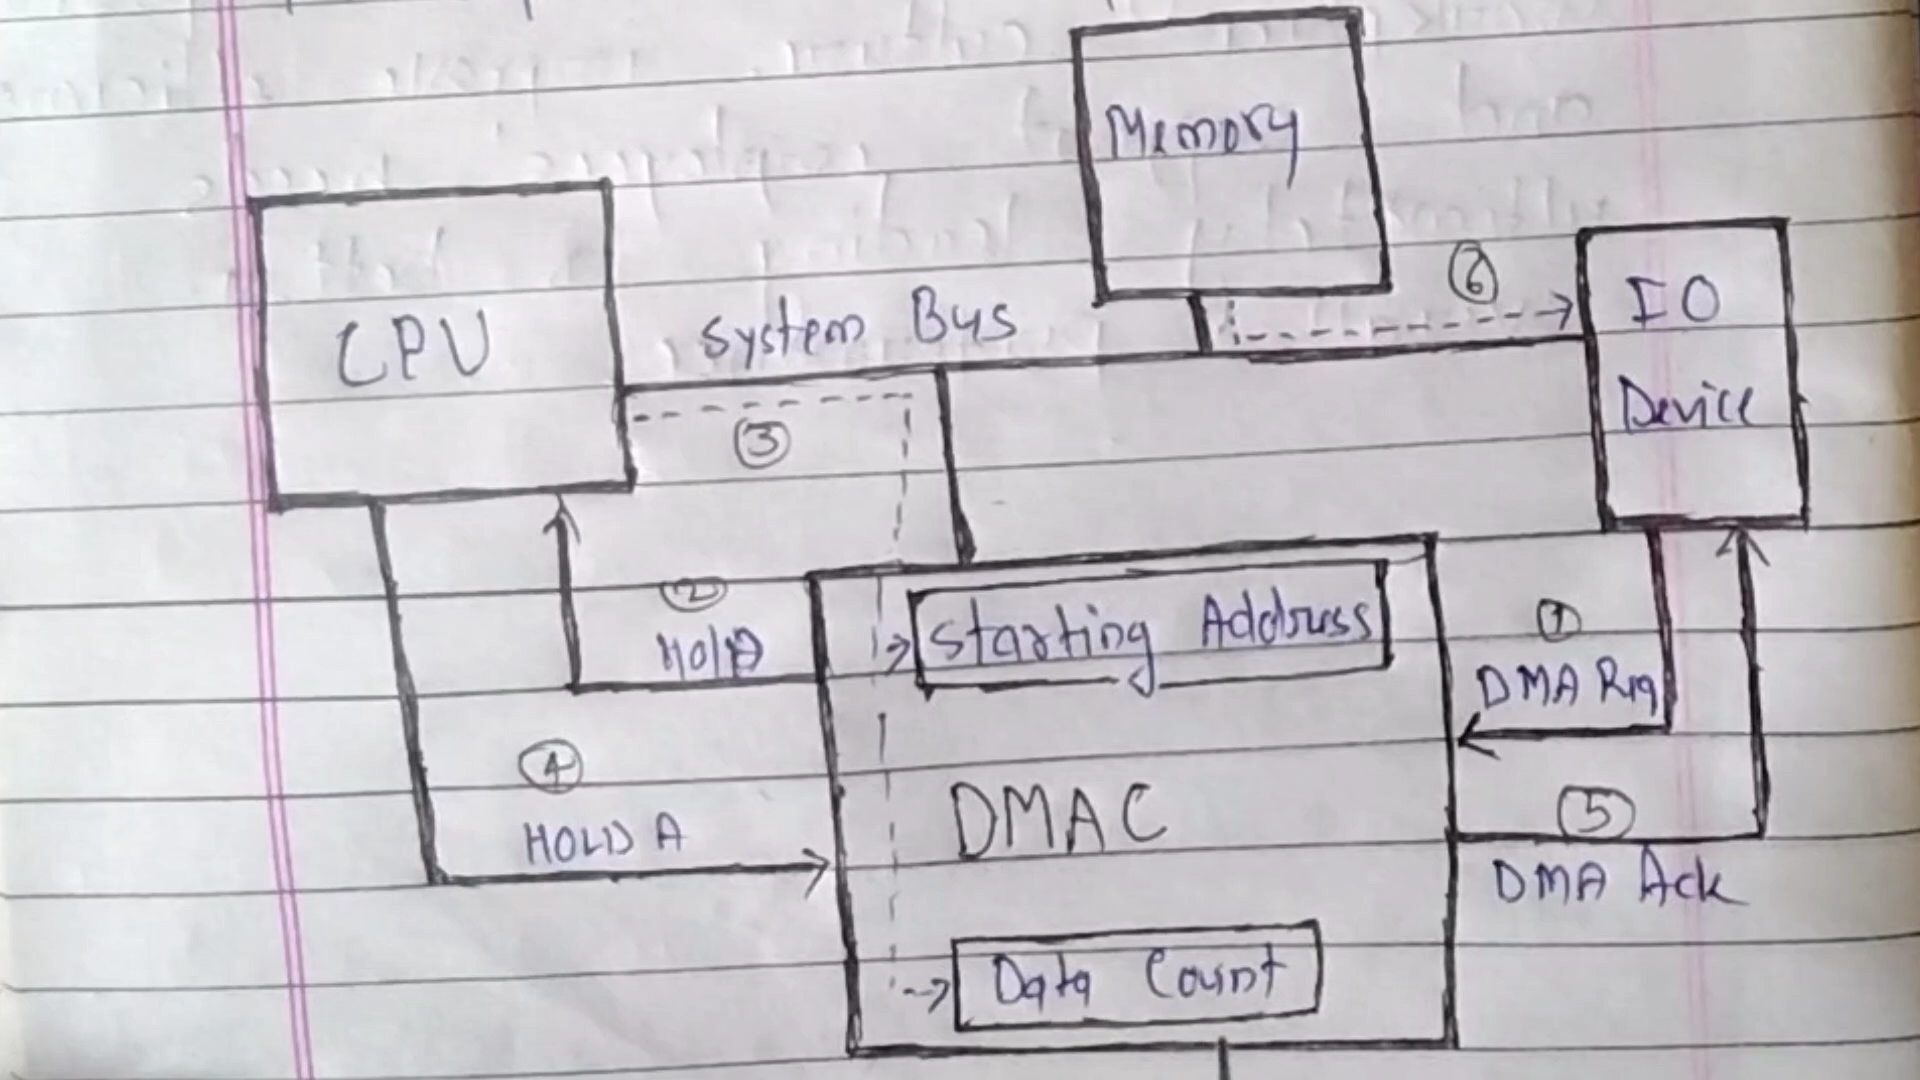 Memory
CPU
System Bus
⑥
IO
Device
③
②
Hold
Starting Address
①
DMA Req
④
HOLD A
DMAC
⑤
DMA Ack
Data Count